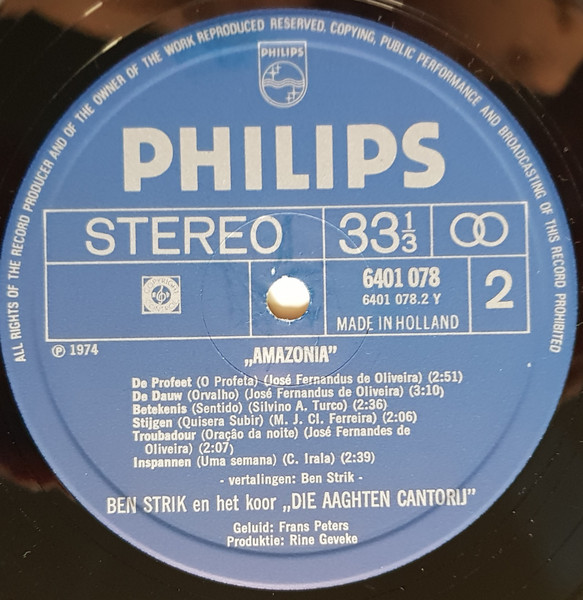 ALL RIGHTS OF THE RECORD PRODUCER AND OF THE OWNER OF THE WORK REPRODUCED RESERVED. COPYING, PUBLIC PERFORMANCE AND BROADCASTING OF THIS RECORD PROHIBITED
PHILIPS
PHILIPS
STEREO
33 1/3
6401 078
6401 078.2 Y
MADE IN HOLLAND
2
℗ 1974
„AMAZONIA”
De Profeet (O Profeta) (José Fernandus de Oliveira) (2:51)
De Dauw (Orvalho) (José Fernandus de Oliveira) (3:10)
Betekenis (Sentido) (Silvino A. Turco) (2:36)
Stijgen (Quisera Subir) (M. J. Cl. Ferreira) (2:06)
Troubadour (Oração da noite) (José Fernandes de
Oliveira) (2:07)
Inspannen (Uma semana) (C. Irala) (2:39)
- vertalingen: Ben Strik -
BEN STRIK en het koor „DIE AAGHTEN CANTORIJ”
Geluid: Frans Peters
Produktie: Rine Geveke